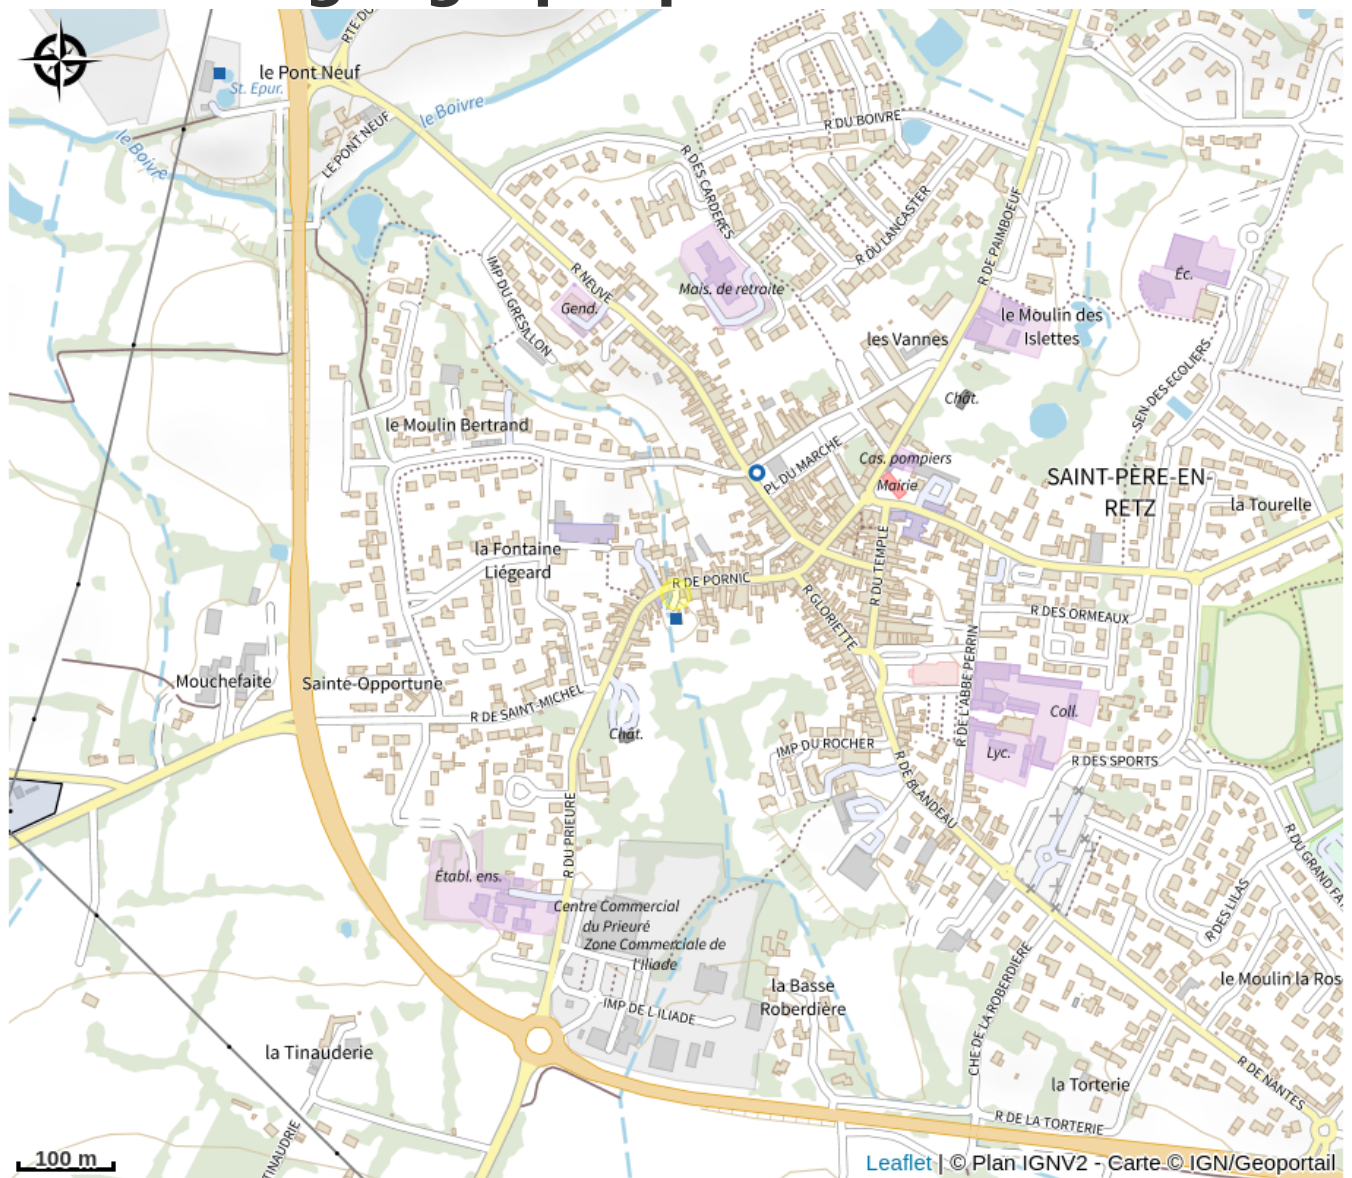 RTE DU
le Pont Neuf
St. Epur.
le Boivre
LE PONT NEUF
le Boivre
R DU BOIVRE
R DES CARDERES
R DU LANCASTER
R DE PAIMBOEUF
IMP DU GRESILLON
R NEUVE
Gend.
Mais. de retraite
Éc.
le Moulin des
Islettes
les Vannes
SEN DES ECOLIERS
Chât.
le Moulin Bertrand
PL DU MARCHE
Cas. pompiers
Mairie
SAINT-PÈRE-EN-
RETZ
la Tourelle
la Fontaine
Liégeard
R DE PORNIC
R DU TEMPLE
R GLORIETTE
R DES ORMEAUX
R DE L'ABBE PERRIN
Mouchefaite
Sainte-Opportune
R DE SAINT-MICHEL
Chât.
Coll.
Lyc.
IMP DU ROCHER
R DES SPORTS
R DE BLANDEAU
R DU PRIEURE
R DU GRAND FA
Établ. ens.
Centre Commercial
du Prieuré
Zone Commerciale de
l'Iliade
R DES LILAS
CHE DE LA ROBERDIERE
le Moulin la Ros
la Basse
Roberdière
IMP DE L'ILIADE
la Tinauderie
la Torterie
R DE NANTES
R DE LA TORTERIE
TINAUDRIE
100 m
Leaflet | © Plan IGNV2 - Carte © IGN/Geoportail